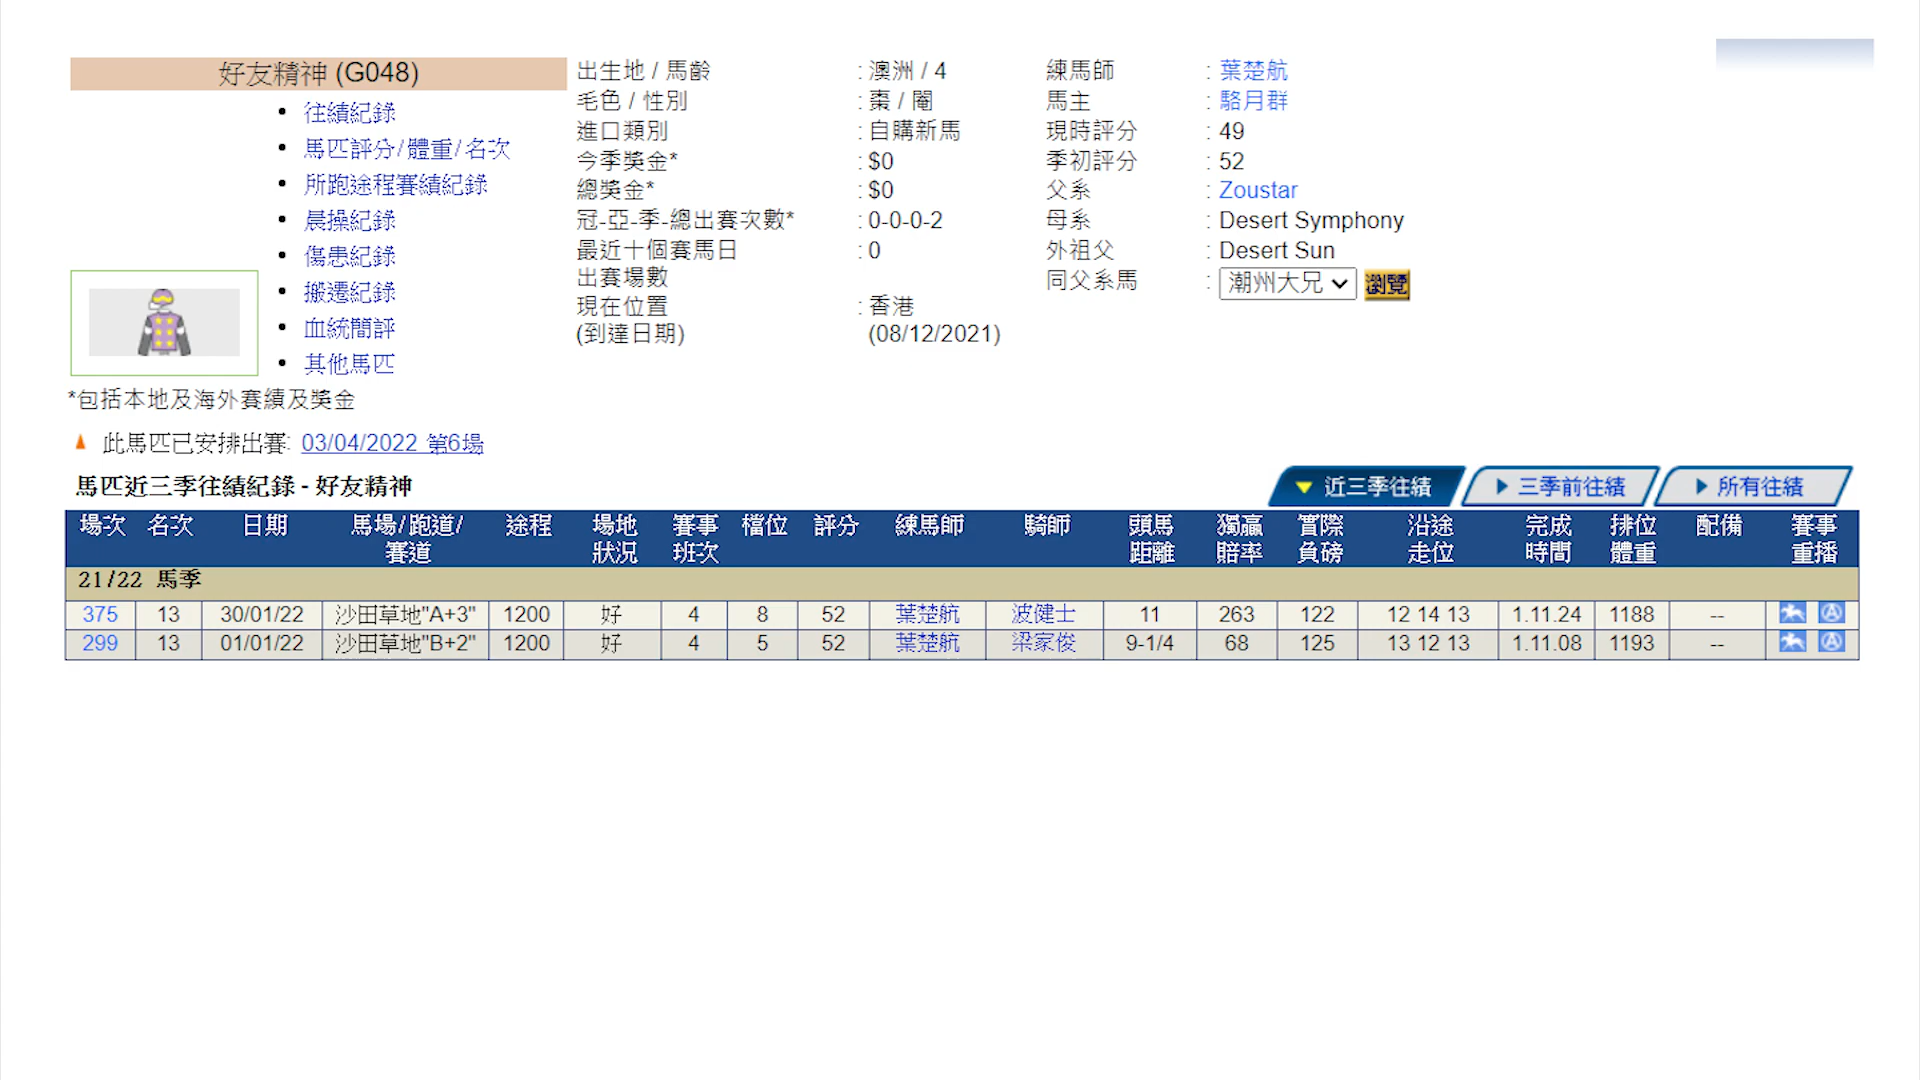 好友精神 (G048)
• 往績紀錄
• 馬匹評分/體重/名次
• 所跑途程賽績紀錄
• 晨操紀錄
• 傷患紀錄
• 搬遷紀錄
• 血統簡評
• 其他馬匹
*包括本地及海外賽績及獎金
出生地 / 馬齡 : 澳洲 / 4
毛色 / 性別 : 棗 / 閹
進口類別 : 自購新馬
今季獎金* : $0
總獎金* : $0
冠-亞-季-總出賽次數* : 0-0-0-2
最近十個賽馬日 : 0
出賽場數
現在位置 : 香港
(到達日期) (08/12/2021)
練馬師 : 葉楚航
馬主 : 駱月群
現時評分 : 49
季初評分 : 52
父系 : Zoustar
母系 : Desert Symphony
外祖父 : Desert Sun
同父系馬 : 潮州大兄 瀏覽
此馬匹已安排出賽: 03/04/2022 第6場
馬匹近三季往績紀錄 - 好友精神
近三季往績 三季前往績 所有往績
場次 名次 日期 馬場/跑道/ 途程 場地 賽事 檔位 評分 練馬師 騎師 頭馬 獨贏 實際 沿途 完成 排位 配備 賽事
賽道 狀況 班次 距離 賠率 負磅 走位 時間 體重 重播
21/22 馬季
375 13 30/01/22 沙田草地"A+3" 1200 好 4 8 52 葉楚航 波健士 11 263 122 12 14 13 1.11.24 1188 --
299 13 01/01/22 沙田草地"B+2" 1200 好 4 5 52 葉楚航 梁家俊 9-1/4 68 125 13 12 13 1.11.08 1193 --